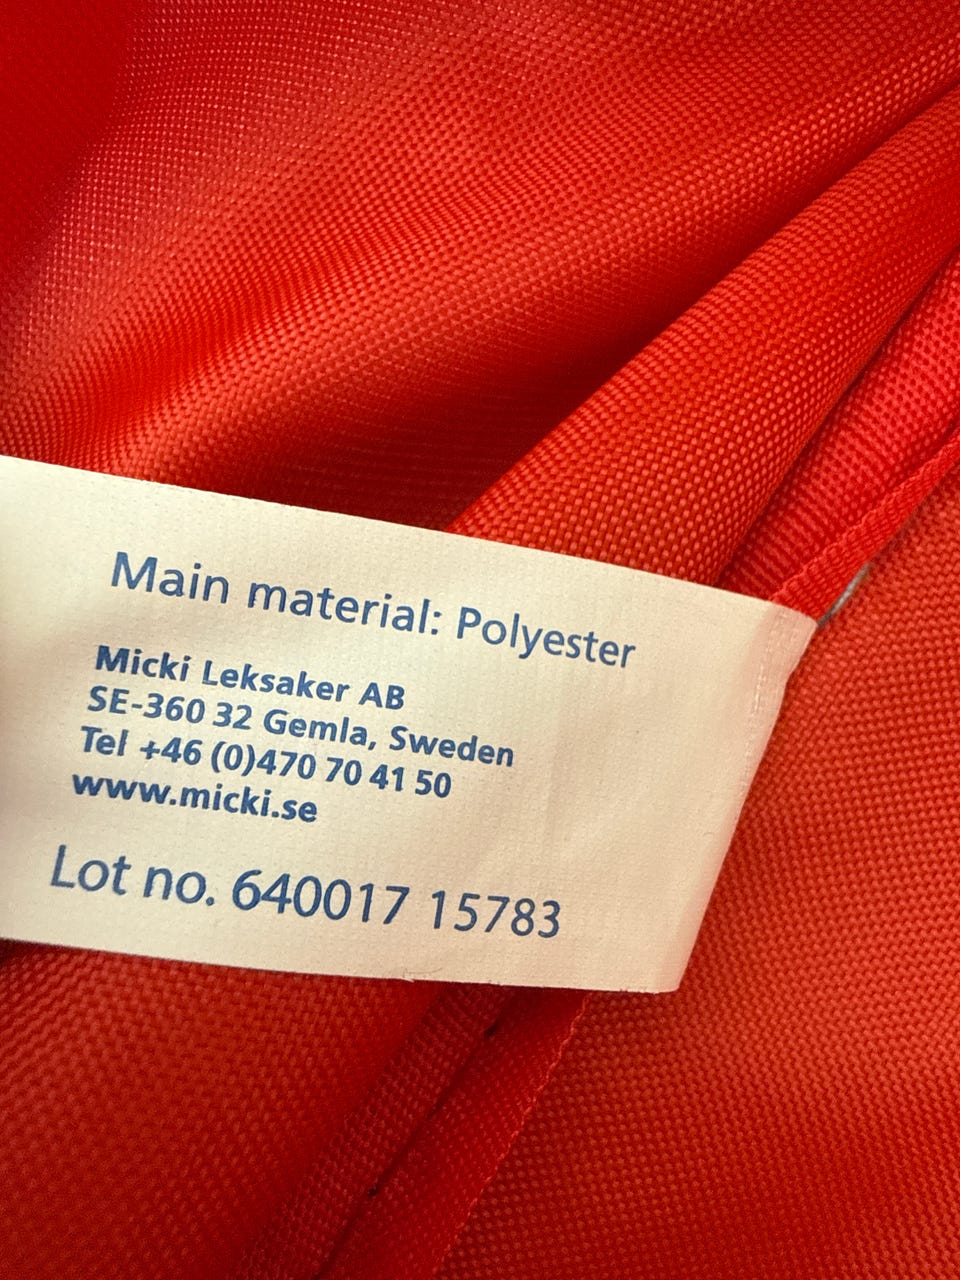 Main material: Polyester
Micki Leksaker AB
SE-360 32 Gemla, Sweden
Tel +46 (0)470 70 41 50
www.micki.se
Lot no. 640017 15783